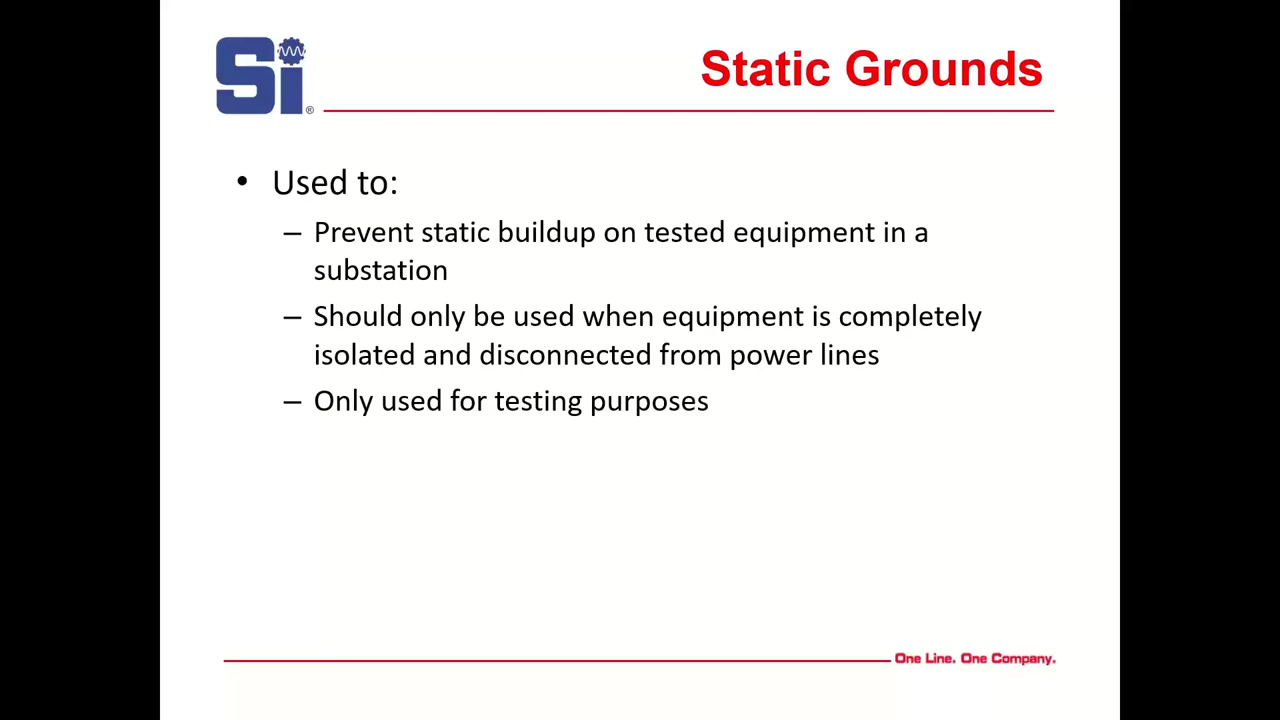 Si®
Static Grounds
• Used to:
– Prevent static buildup on tested equipment in a
substation
– Should only be used when equipment is completely
isolated and disconnected from power lines
– Only used for testing purposes
One Line. One Company.